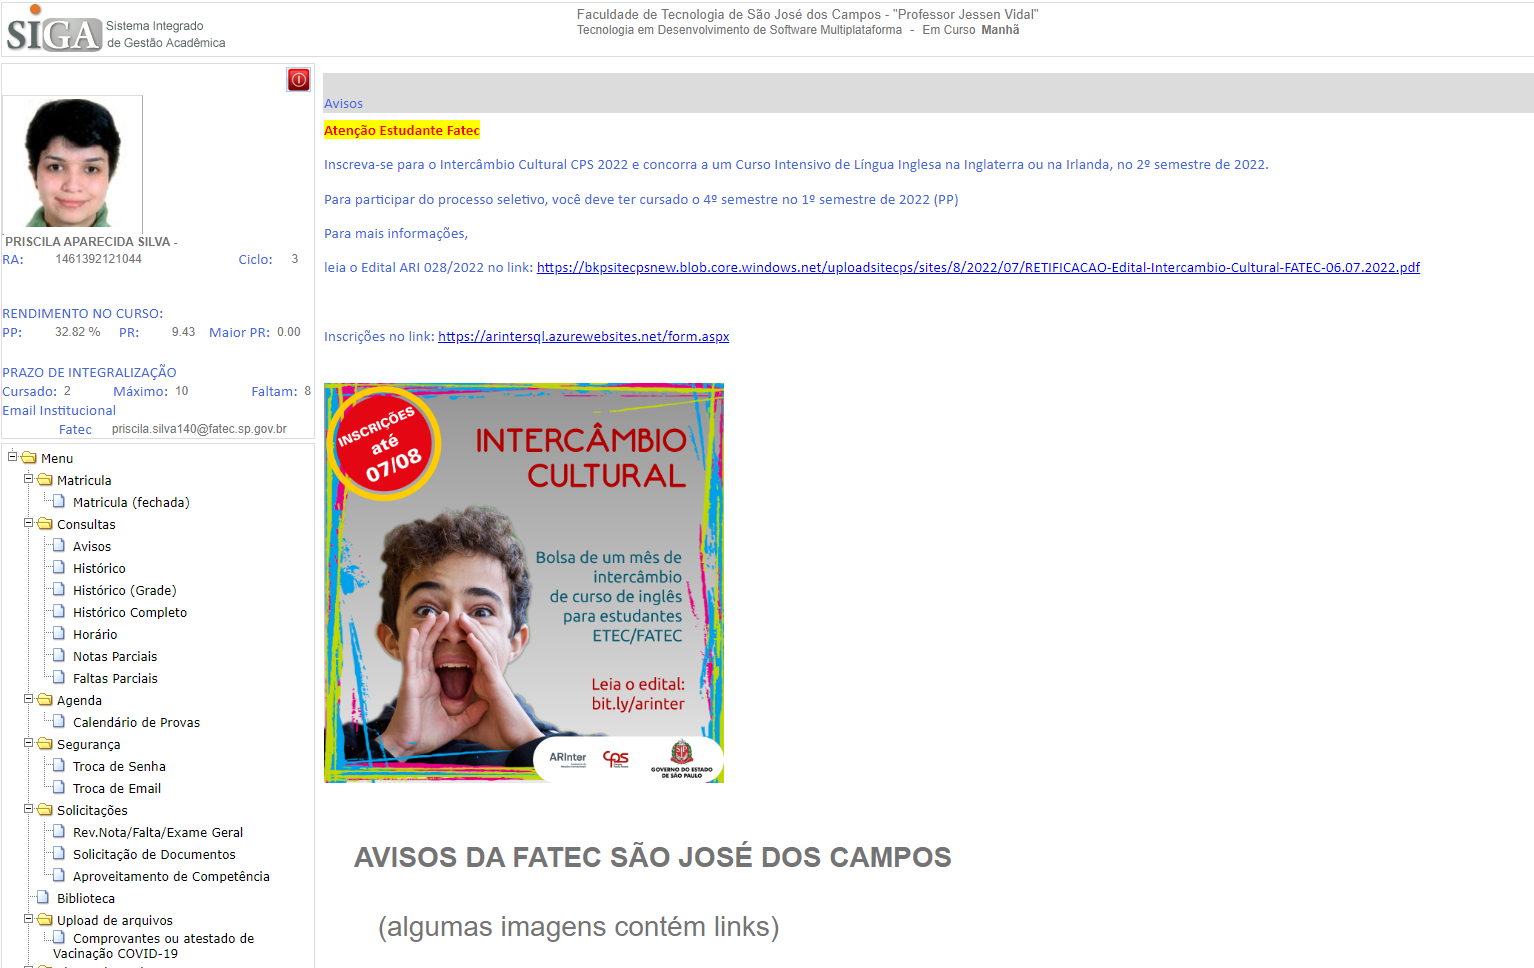 SIGA Sistema Integrado
de Gestão Acadêmica
Faculdade de Tecnologia de São José dos Campos - "Professor Jessen Vidal"
Tecnologia em Desenvolvimento de Software Multiplataforma - Em Curso Manhã
PRISCILA APARECIDA SILVA -
RA: 1461392121044 Ciclo: 3
RENDIMENTO NO CURSO:
PP: 32.82 % PR: 9.43 Maior PR: 0.00
PRAZO DE INTEGRALIZAÇÃO
Cursado: 2 Máximo: 10 Faltam: 8
Email Institucional
Fatec priscila.silva140@fatec.sp.gov.br
Menu
Matricula
Matricula (fechada)
Consultas
Avisos
Histórico
Histórico (Grade)
Histórico Completo
Horário
Notas Parciais
Faltas Parciais
Agenda
Calendário de Provas
Segurança
Troca de Senha
Troca de Email
Solicitações
Rev.Nota/Falta/Exame Geral
Solicitação de Documentos
Aproveitamento de Competência
Biblioteca
Upload de arquivos
Comprovantes ou atestado de
Vacinação COVID-19
Avisos
Atenção Estudante Fatec
Inscreva-se para o Intercâmbio Cultural CPS 2022 e concorra a um Curso Intensivo de Língua Inglesa na Inglaterra ou na Irlanda, no 2º semestre de 2022.
Para participar do processo seletivo, você deve ter cursado o 4º semestre no 1º semestre de 2022 (PP)
Para mais informações,
leia o Edital ARI 028/2022 no link: https://bkpsitecpsnew.blob.core.windows.net/uploadsitecps/sites/8/2022/07/RETIFICACAO-Edital-Intercambio-Cultural-FATEC-06.07.2022.pdf
Inscrições no link: https://arintersql.azurewebsites.net/form.aspx
INSCRIÇÕES
até
07/08
INTERCÂMBIO
CULTURAL
Bolsa de um mês de
intercâmbio
de curso de inglês
para estudantes
ETEC/FATEC
Leia o edital:
bit.ly/arinter
ARInter
CPS
GOVERNO DO ESTADO
DE SÃO PAULO
AVISOS DA FATEC SÃO JOSÉ DOS CAMPOS
(algumas imagens contém links)